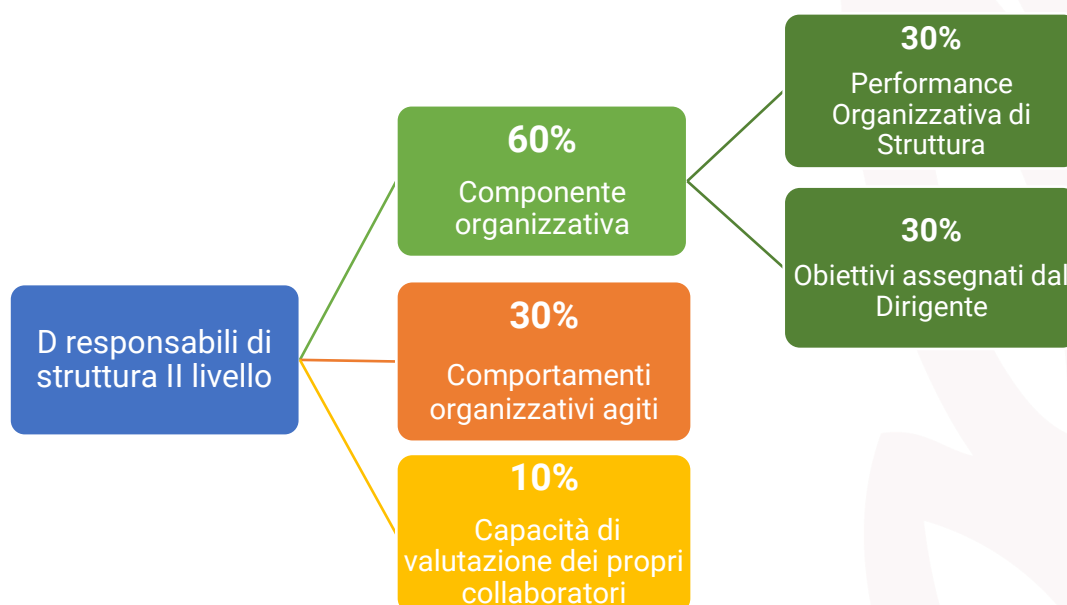 D responsabili di
struttura II livello
60%
Componente
organizzativa
30%
Performance
Organizzativa di
Struttura
30%
Obiettivi assegnati dal
Dirigente
30%
Comportamenti
organizzativi agiti
10%
Capacità di
valutazione dei propri
collaboratori